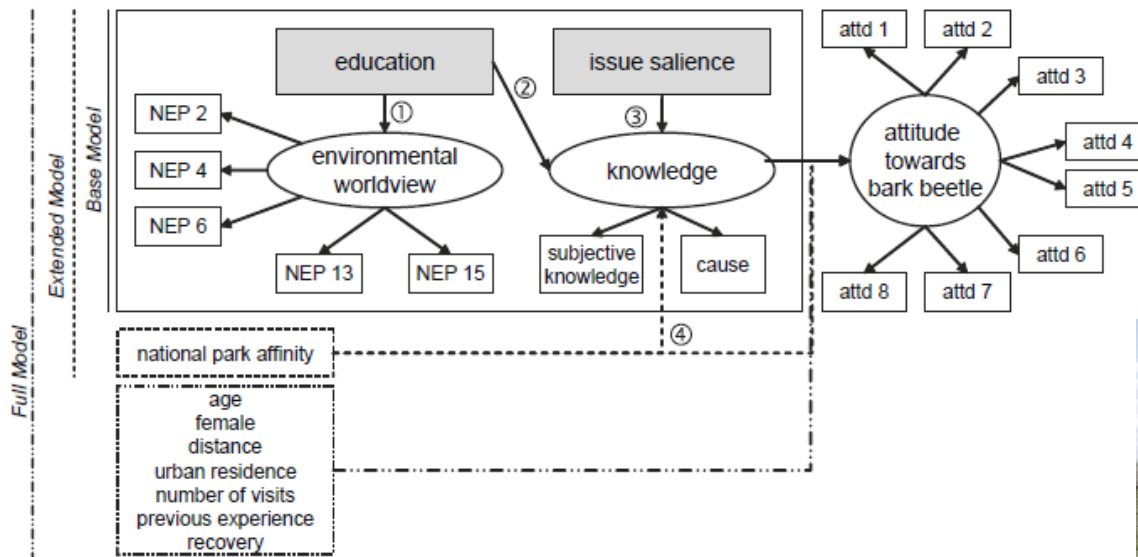 Full Model
Extended Model
Base Model
education
issue salience
①
②
③
NEP 2
NEP 4
NEP 6
environmental
worldview
knowledge
NEP 13
NEP 15
subjective
knowledge
cause
attd 1
attd 2
attd 3
attd 4
attd 5
attd 6
attd 7
attd 8
attitude
towards
bark beetle
④
national park affinity
age
female
distance
urban residence
number of visits
previous experience
recovery